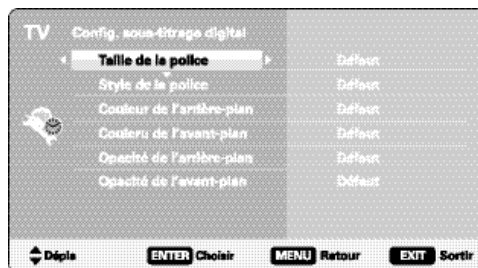 TV Config. sous-titrage digital
Taille de la police Défaut
Style de la police Défaut
Couleur de l'arrière-plan Défaut
Couleru de l'avant-plan Défaut
Opacité de l'arrière-plan Défaut
Opacité de l'avant-plan Défaut
Dépla ENTER Choisir MENU Retour EXIT Sortir